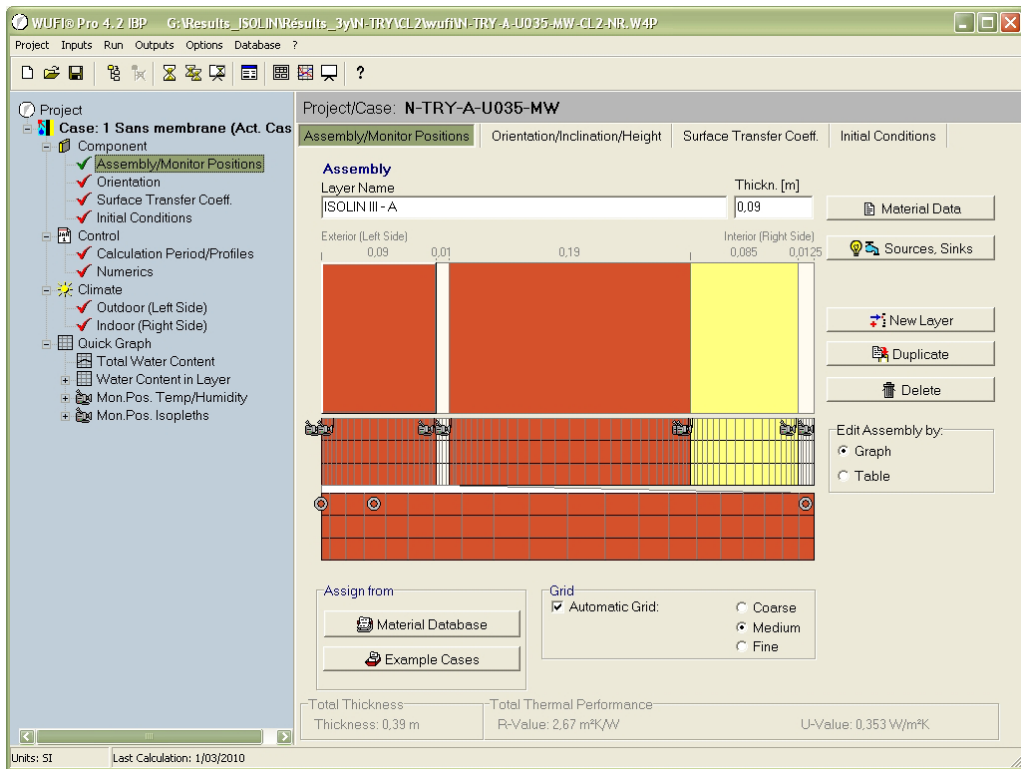 WUFI® Pro 4.2 IBP G:\Results_ISOLIN\Résults_3y\N-TRY\CL2\wufi\N-TRY-A-U035-MW-CL2-NR.W4P
Project Inputs Run Outputs Options Database ?
Project
Case: 1 Sans membrane (Act. Cas
Component
Assembly/Monitor Positions
Orientation
Surface Transfer Coeff.
Initial Conditions
Control
Calculation Period/Profiles
Numerics
Climate
Outdoor (Left Side)
Indoor (Right Side)
Quick Graph
Total Water Content
Water Content in Layer
Mon.Pos. Temp/Humidity
Mon.Pos. Isopleths
Project/Case: N-TRY-A-U035-MW
Assembly/Monitor Positions Orientation/Inclination/Height Surface Transfer Coeff. Initial Conditions
Assembly
Layer Name Thickn. [m]
ISOLIN III - A 0,09
Material Data
Sources, Sinks
Exterior (Left Side) Interior (Right Side)
0,09 0,01 0,19 0,085 0,0125
New Layer
Duplicate
Delete
Edit Assembly by:
Graph
Table
Assign from
Material Database
Example Cases
Grid
Automatic Grid:
Coarse
Medium
Fine
Total Thickness
Thickness: 0,39 m
Total Thermal Performance
R-Value: 2,67 m²K/W U-Value: 0,353 W/m²K
Units: SI Last Calculation: 1/03/2010